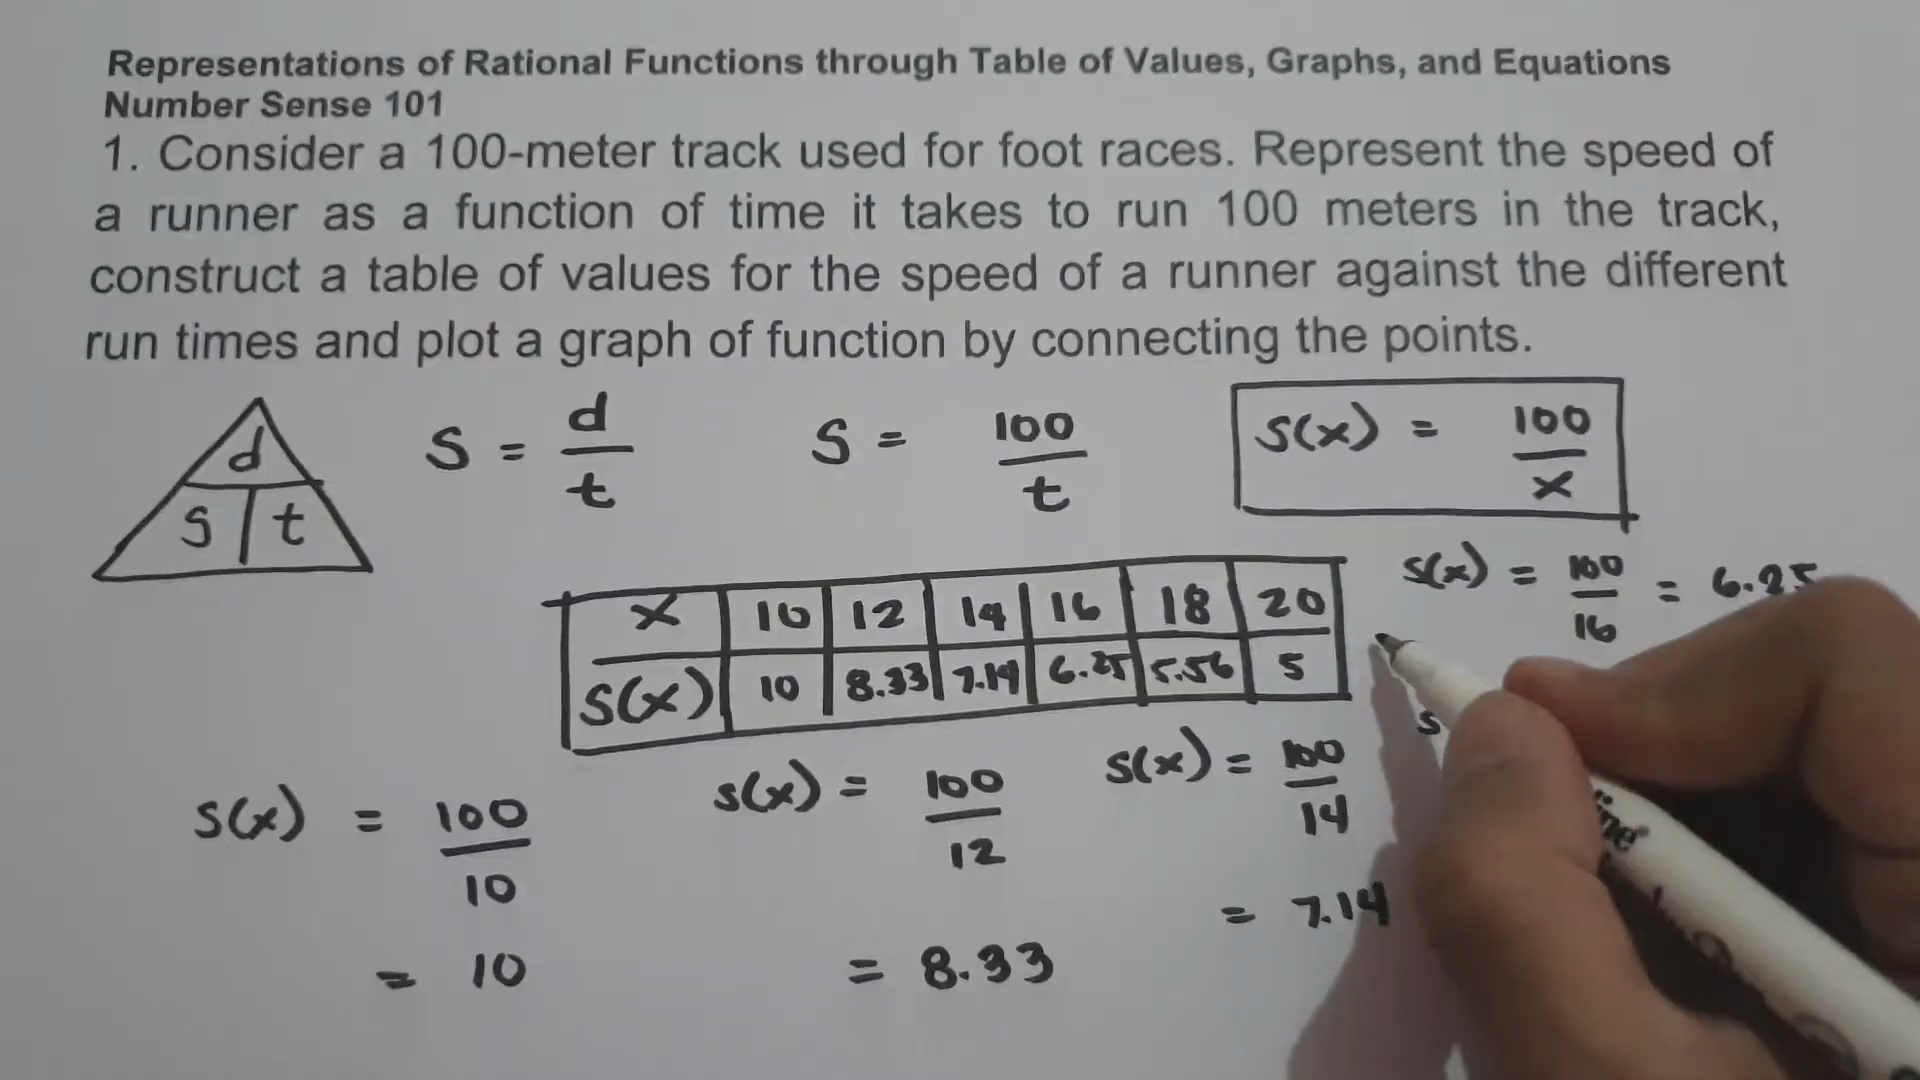 Representations of Rational Functions through Table of Values, Graphs, and Equations
Number Sense 101
1. Consider a 100-meter track used for foot races. Represent the speed of
a runner as a function of time it takes to run 100 meters in the track,
construct a table of values for the speed of a runner against the different
run times and plot a graph of function by connecting the points.
d
S t
S = d/t
S = 100/t
S(x) = 100/x
x 10 12 14 16 18 20
S(x) 10 8.33 7.14 6.25 5.56 5
S(x) = 100/16 = 6.25
S
S(x) = 100/10
= 10
S(x) = 100/12
= 8.33
S(x) = 100/14
= 7.14